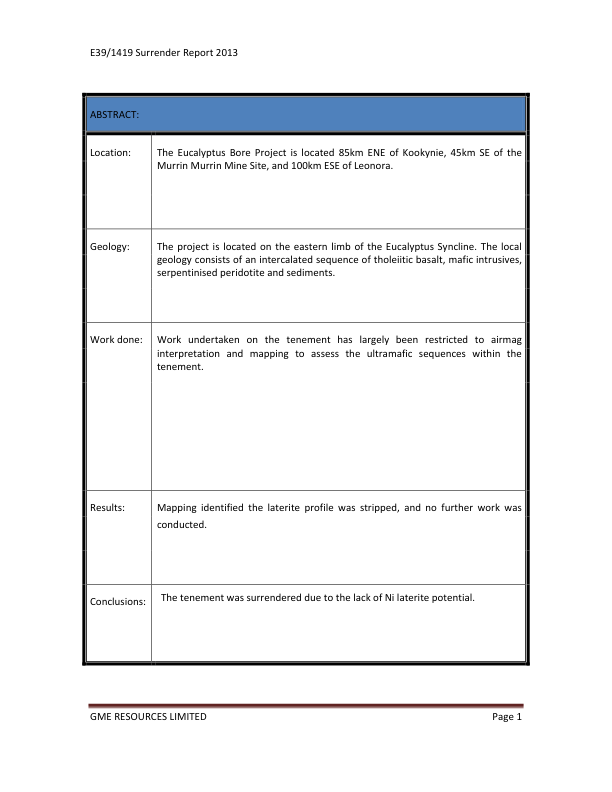 E39/1419 Surrender Report 2013
ABSTRACT:
Location:
The Eucalyptus Bore Project is located 85km ENE of Kookynie, 45km SE of the
Murrin Murrin Mine Site, and 100km ESE of Leonora.
Geology:
The project is located on the eastern limb of the Eucalyptus Syncline. The local
geology consists of an intercalated sequence of tholeiitic basalt, mafic intrusives,
serpentinised peridotite and sediments.
Work done:
Work undertaken on the tenement has largely been restricted to airmag
interpretation and mapping to assess the ultramafic sequences within the
tenement.
Results:
Mapping identified the laterite profile was stripped, and no further work was
conducted.
Conclusions:
The tenement was surrendered due to the lack of Ni laterite potential.
GME RESOURCES LIMITED
Page 1